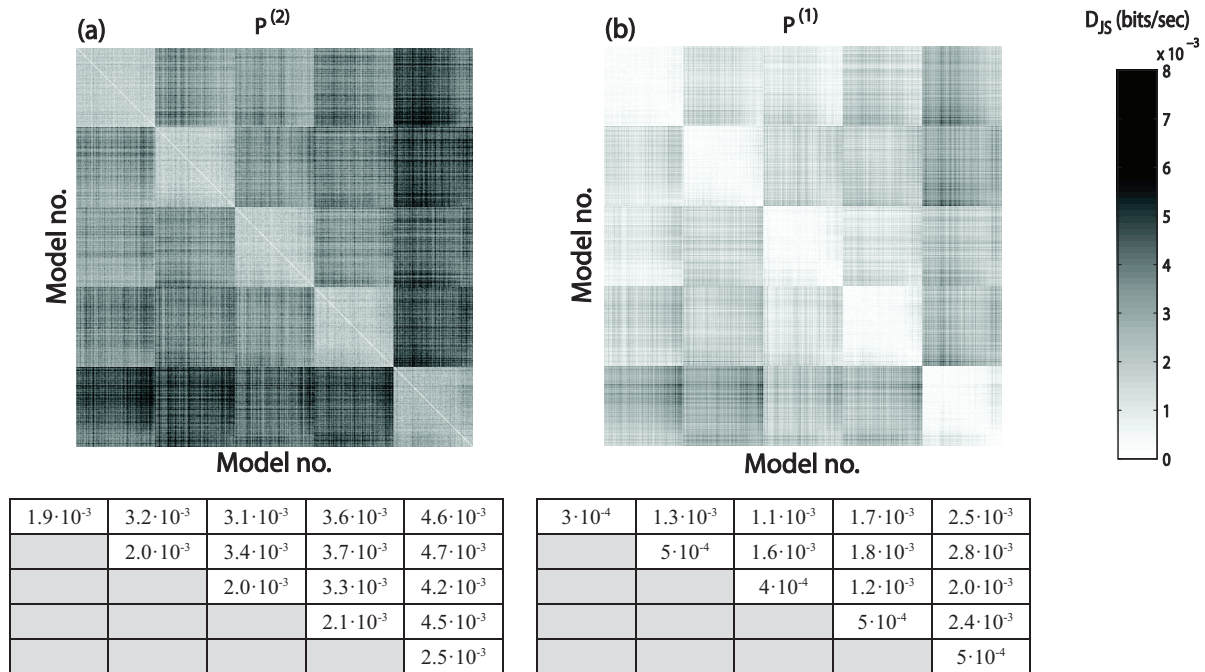 (a)
P⁽²⁾
(b)
P⁽¹⁾
D_JS (bits/sec)
x 10⁻³
8
7
6
5
4
3
2
1
0
Model no.
Model no.
Model no.
Model no.
1.9·10⁻³ 3.2·10⁻³ 3.1·10⁻³ 3.6·10⁻³ 4.6·10⁻³
2.0·10⁻³ 3.4·10⁻³ 3.7·10⁻³ 4.7·10⁻³
2.0·10⁻³ 3.3·10⁻³ 4.2·10⁻³
2.1·10⁻³ 4.5·10⁻³
2.5·10⁻³
3·10⁻⁴ 1.3·10⁻³ 1.1·10⁻³ 1.7·10⁻³ 2.5·10⁻³
5·10⁻⁴ 1.6·10⁻³ 1.8·10⁻³ 2.8·10⁻³
4·10⁻⁴ 1.2·10⁻³ 2.0·10⁻³
5·10⁻⁴ 2.4·10⁻³
5·10⁻⁴